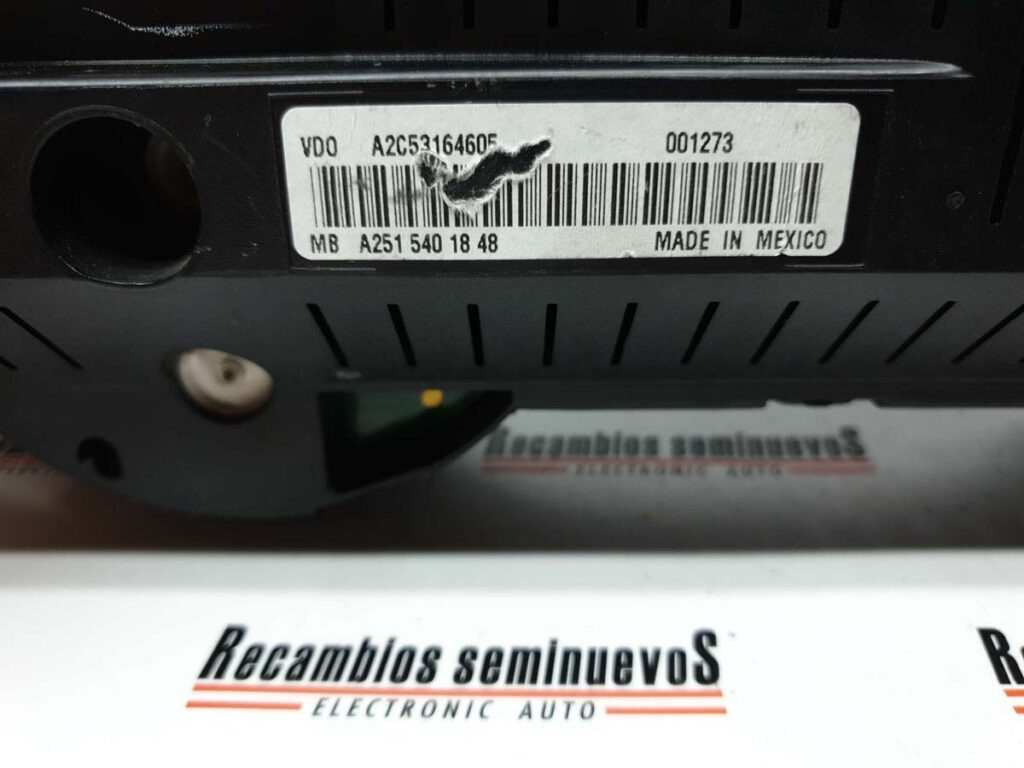 VDO A2C53164605 001273
MB A251 540 18 48 MADE IN MEXICO
Recambios seminuevoS
ELECTRONIC AUTO
Recambios seminuevoS
ELECTRONIC AUTO
R